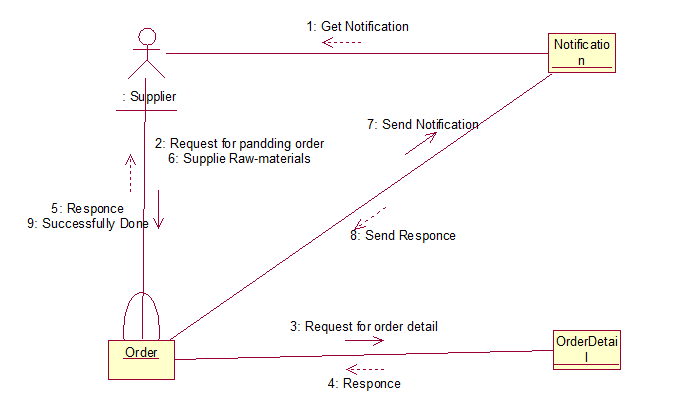 1: Get Notification
Notificatio
n
: Supplier
7: Send Notification
2: Request for pandding order
6: Supplie Raw-materials
5: Responce
9: Successfully Done
8: Send Responce
3: Request for order detail
Order
OrderDetai
l
4: Responce